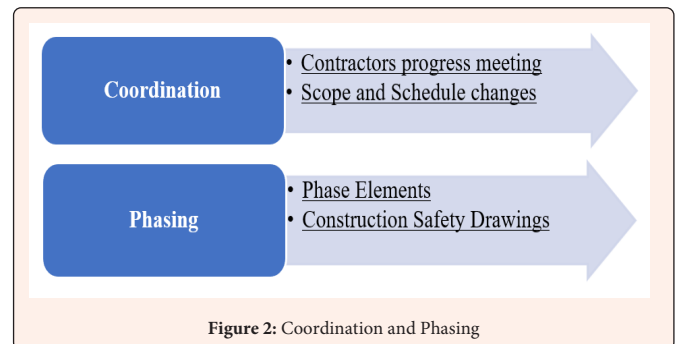 Coordination
• Contractors progress meeting
• Scope and Schedule changes
Phasing
• Phase Elements
• Construction Safety Drawings
Figure 2: Coordination and Phasing